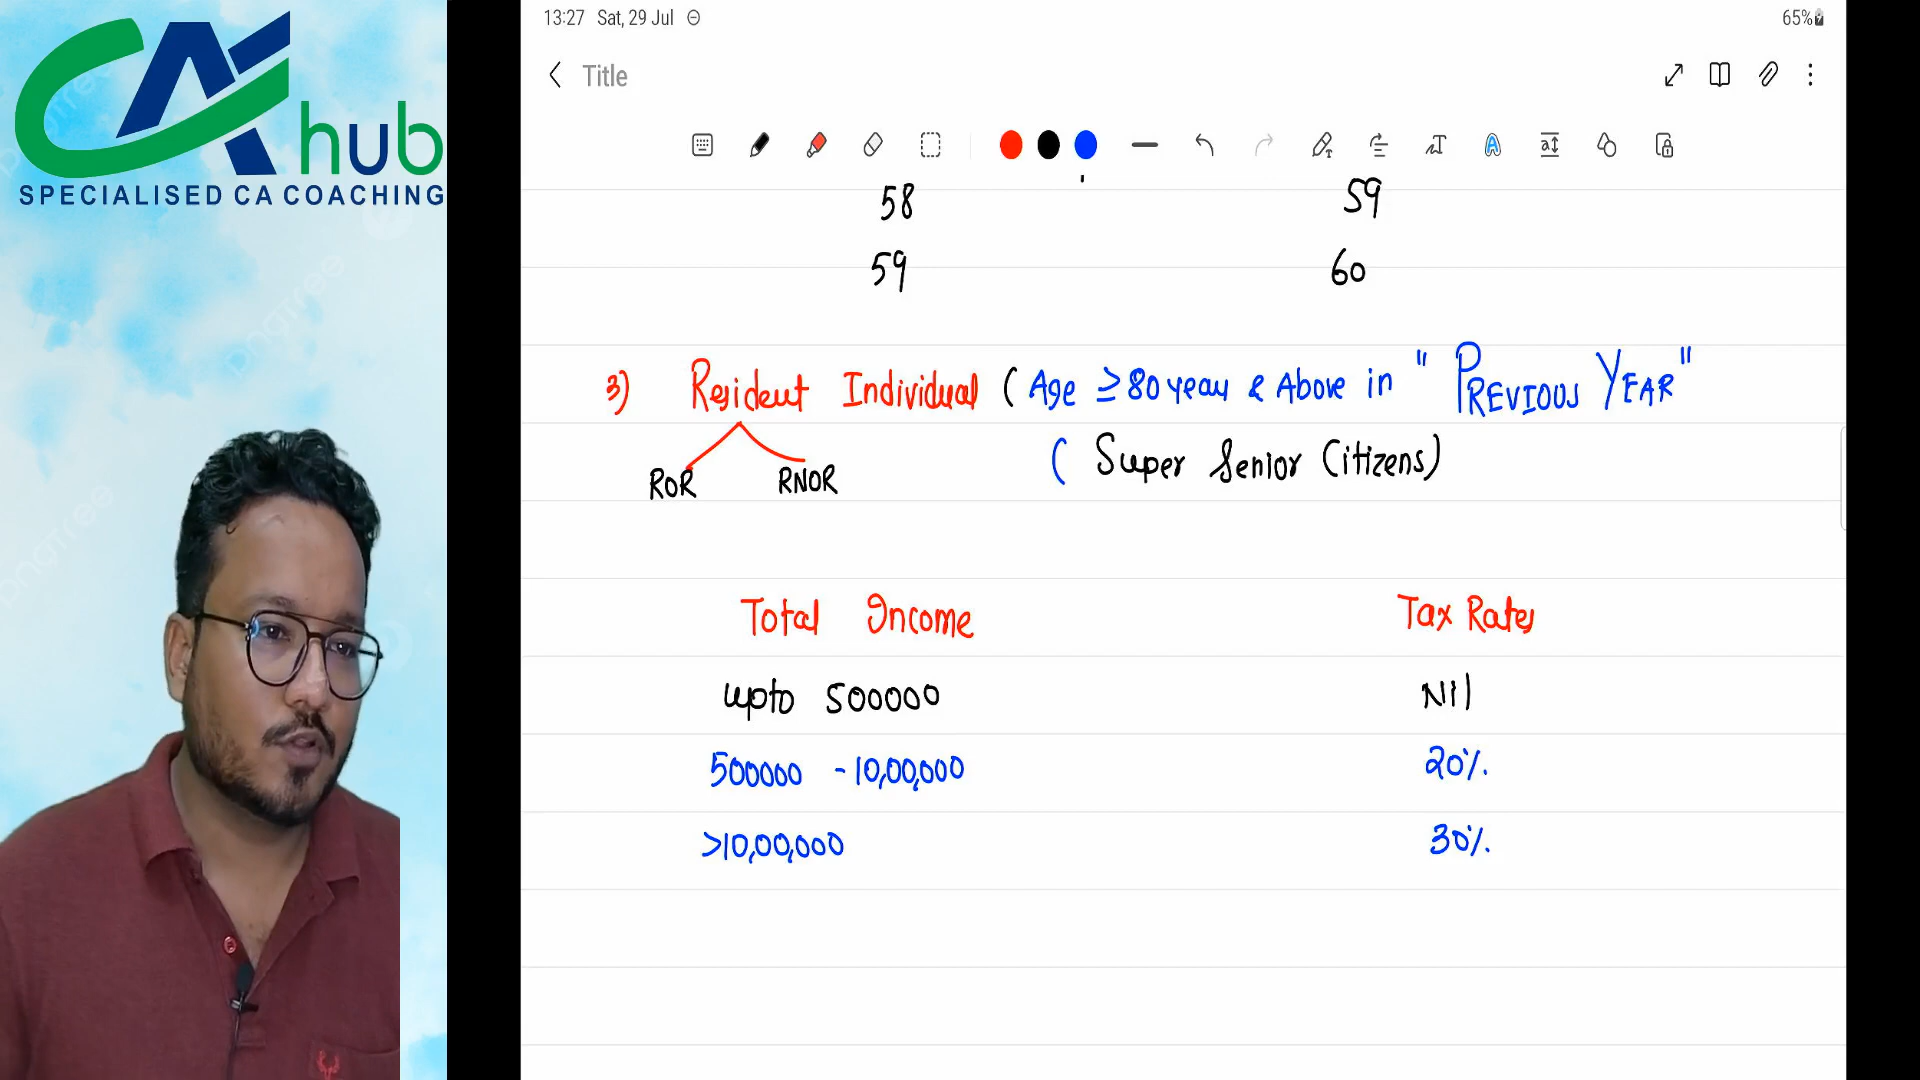 CA hub
SPECIALISED CA COACHING
13:27 Sat, 29 Jul
65%
Title
58 59
59 60
3) Resident Individual ( Age ≥ 80 years & Above in " PREVIOUS YEAR"
ROR RNOR
( Super Senior Citizens)
Total Income Tax Rates
upto 500000 Nil
500000 - 10,00,000 20%.
>10,00,000 30%.